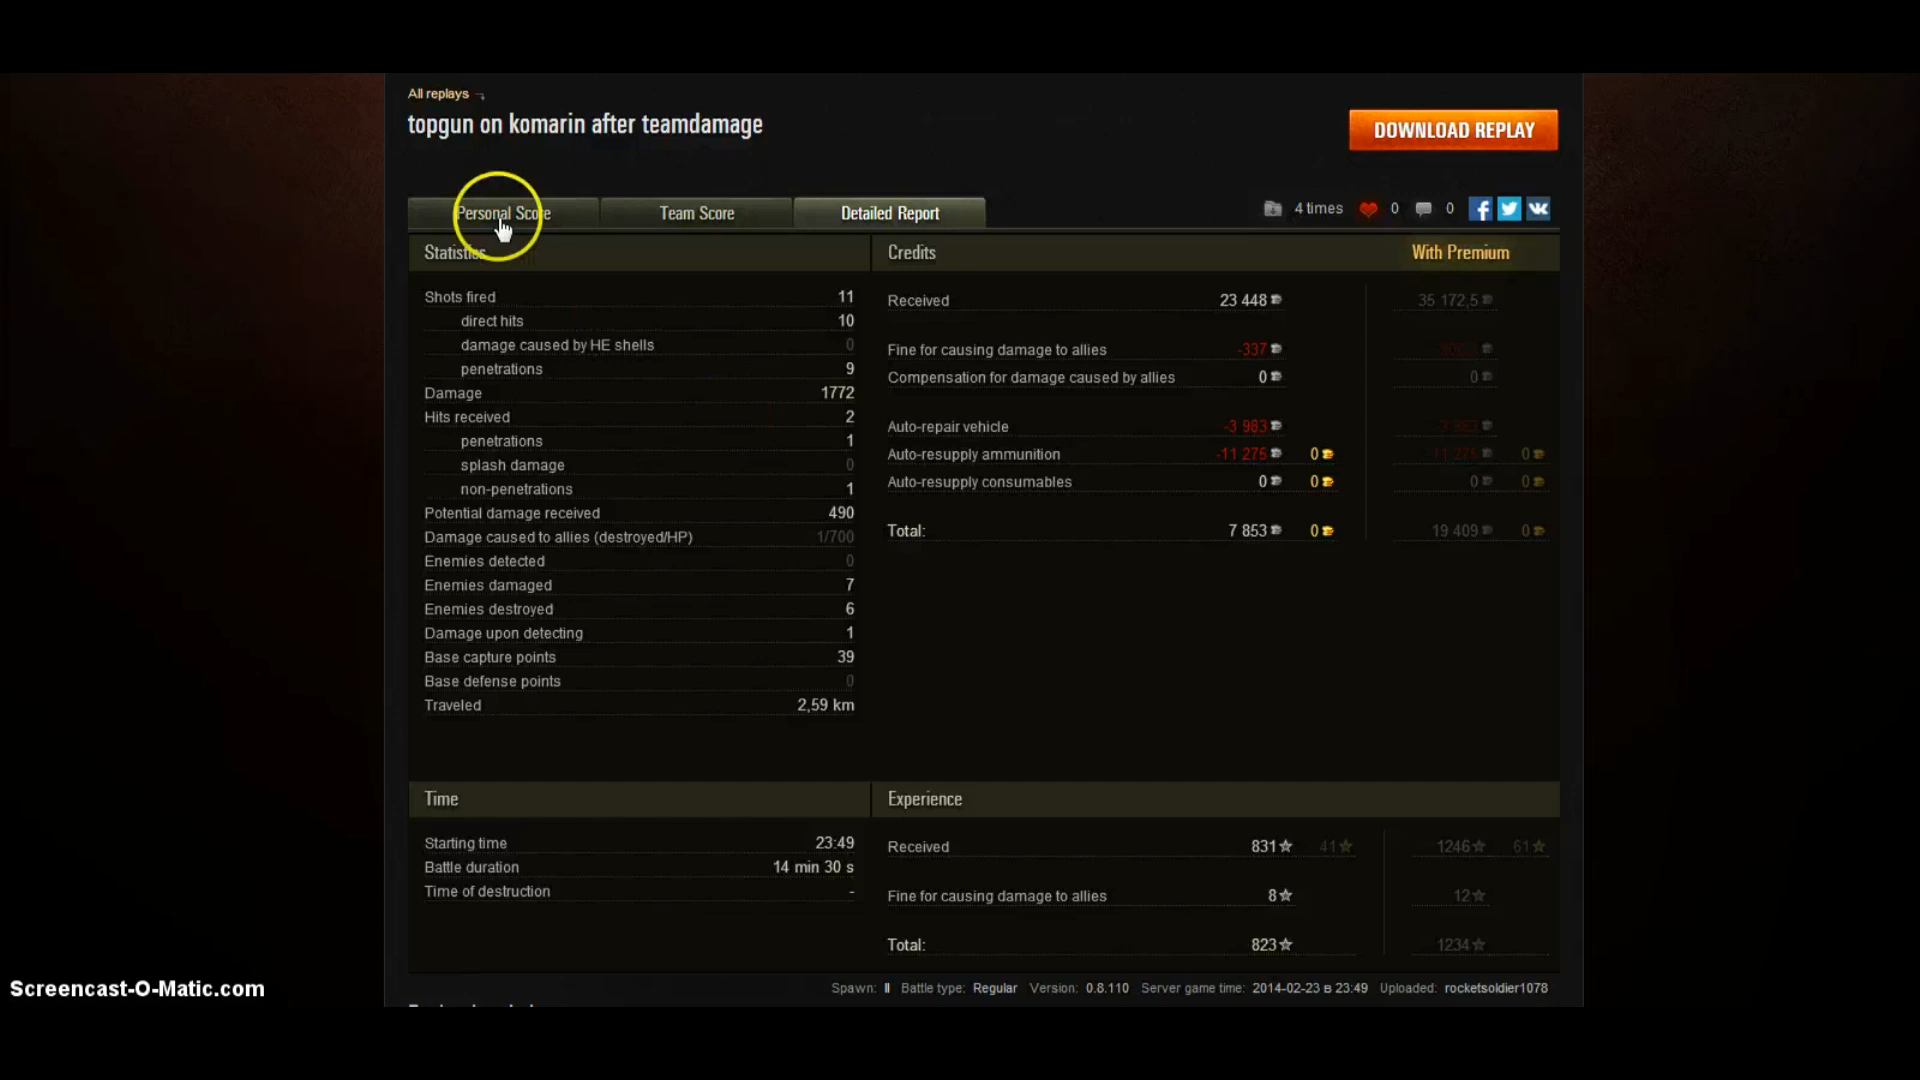 All replays
topgun on komarin after teamdamage
DOWNLOAD REPLAY
Personal Score Team Score Detailed Report 4 times 0 0
Statistics Credits With Premium
Shots fired 11
direct hits 10
damage caused by HE shells 0
penetrations 9
Damage 1772
Hits received 2
penetrations 1
splash damage 0
non-penetrations 1
Potential damage received 490
Damage caused to allies (destroyed/HP) 1/700
Enemies detected 0
Enemies damaged 7
Enemies destroyed 6
Damage upon detecting 1
Base capture points 39
Base defense points 0
Traveled 2,59 km
Received 23 448 35 172,5
Fine for causing damage to allies -337
Compensation for damage caused by allies 0 0
Auto-repair vehicle -3 983
Auto-resupply ammunition -11 275 0 -11 275 0
Auto-resupply consumables 0 0 0 0
Total: 7 853 0 19 409 0
Time Experience
Starting time 23:49
Battle duration 14 min 30 s
Time of destruction -
Received 831 41 1246 61
Fine for causing damage to allies 8 12
Total: 823 1234
Spawn: II Battle type: Regular Version: 0.8.110 Server game time: 2014-02-23 в 23:49 Uploaded: rocketsoldier1078
Screencast-O-Matic.com